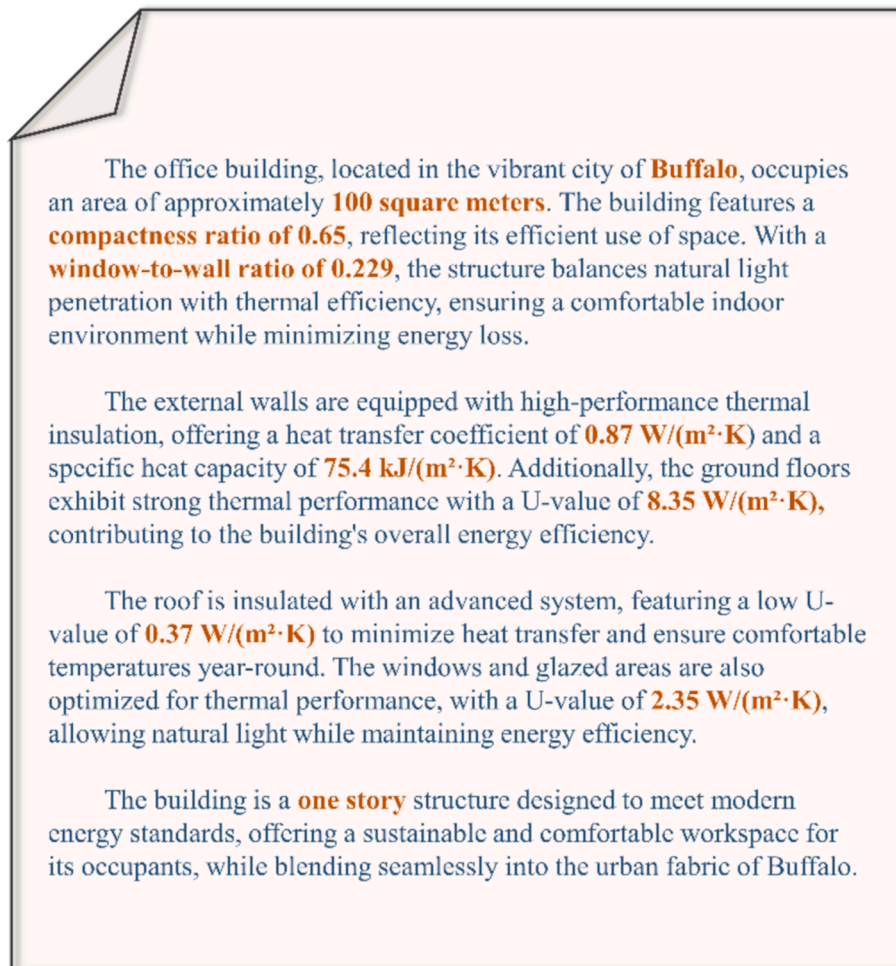 The office building, located in the vibrant city of Buffalo, occupies
an area of approximately 100 square meters. The building features a
compactness ratio of 0.65, reflecting its efficient use of space. With a
window-to-wall ratio of 0.229, the structure balances natural light
penetration with thermal efficiency, ensuring a comfortable indoor
environment while minimizing energy loss.
The external walls are equipped with high-performance thermal
insulation, offering a heat transfer coefficient of 0.87 W/(m²·K) and a
specific heat capacity of 75.4 kJ/(m²·K). Additionally, the ground floors
exhibit strong thermal performance with a U-value of 8.35 W/(m²·K),
contributing to the building's overall energy efficiency.
The roof is insulated with an advanced system, featuring a low U-
value of 0.37 W/(m²·K) to minimize heat transfer and ensure comfortable
temperatures year-round. The windows and glazed areas are also
optimized for thermal performance, with a U-value of 2.35 W/(m²·K),
allowing natural light while maintaining energy efficiency.
The building is a one story structure designed to meet modern
energy standards, offering a sustainable and comfortable workspace for
its occupants, while blending seamlessly into the urban fabric of Buffalo.